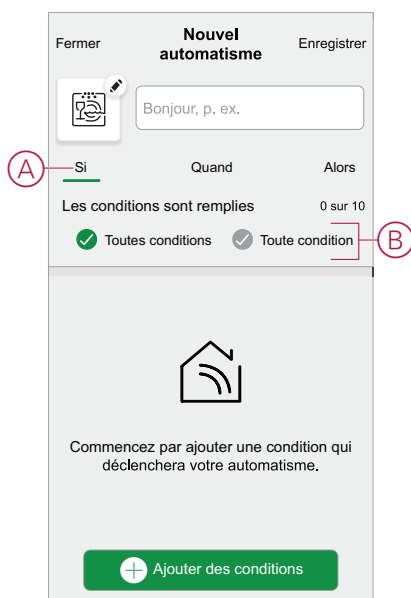 Fermer
Nouvel
automatisme
Enregistrer
Bonjour, p. ex.
A
Si
Quand
Alors
Les conditions sont remplies
0 sur 10
Toutes conditions
Toute condition
B
Commencez par ajouter une condition qui
déclenchera votre automatisme.
Ajouter des conditions